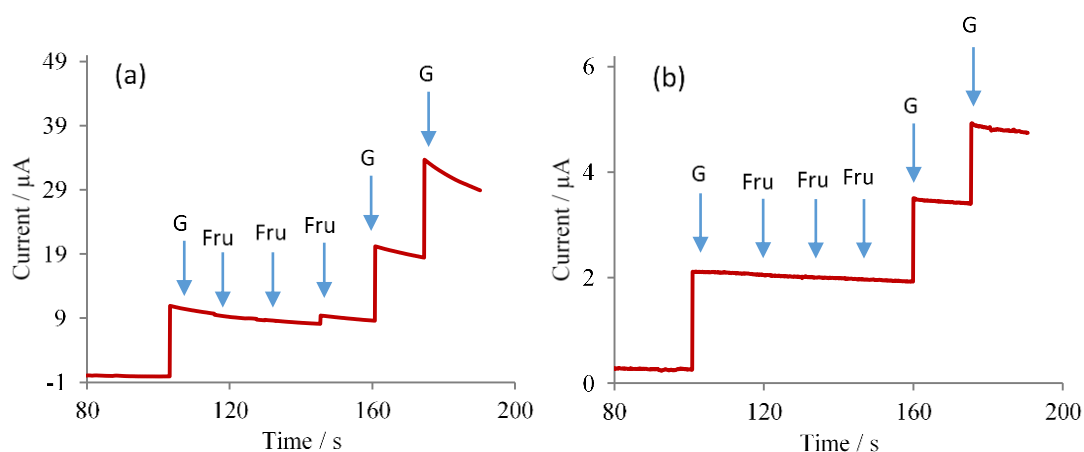 (a)
49
39
29
19
9
-1
80
120
160
200
Current / µA
Time / s
G
Fru
Fru
Fru
G
G
(b)
6
4
2
0
80
120
160
200
Current / µA
Time / s
G
Fru
Fru
Fru
G
G